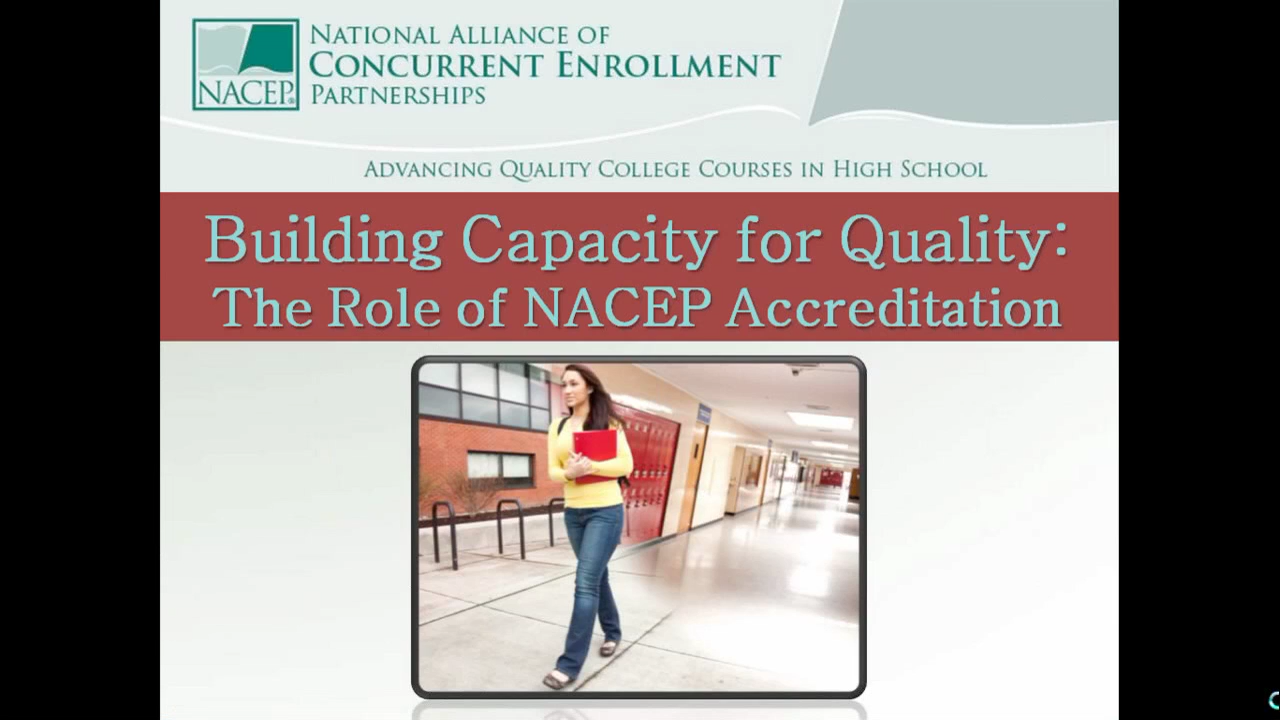 NACEP®
NATIONAL ALLIANCE OF
CONCURRENT ENROLLMENT
PARTNERSHIPS
ADVANCING QUALITY COLLEGE COURSES IN HIGH SCHOOL
Building Capacity for Quality:
The Role of NACEP Accreditation